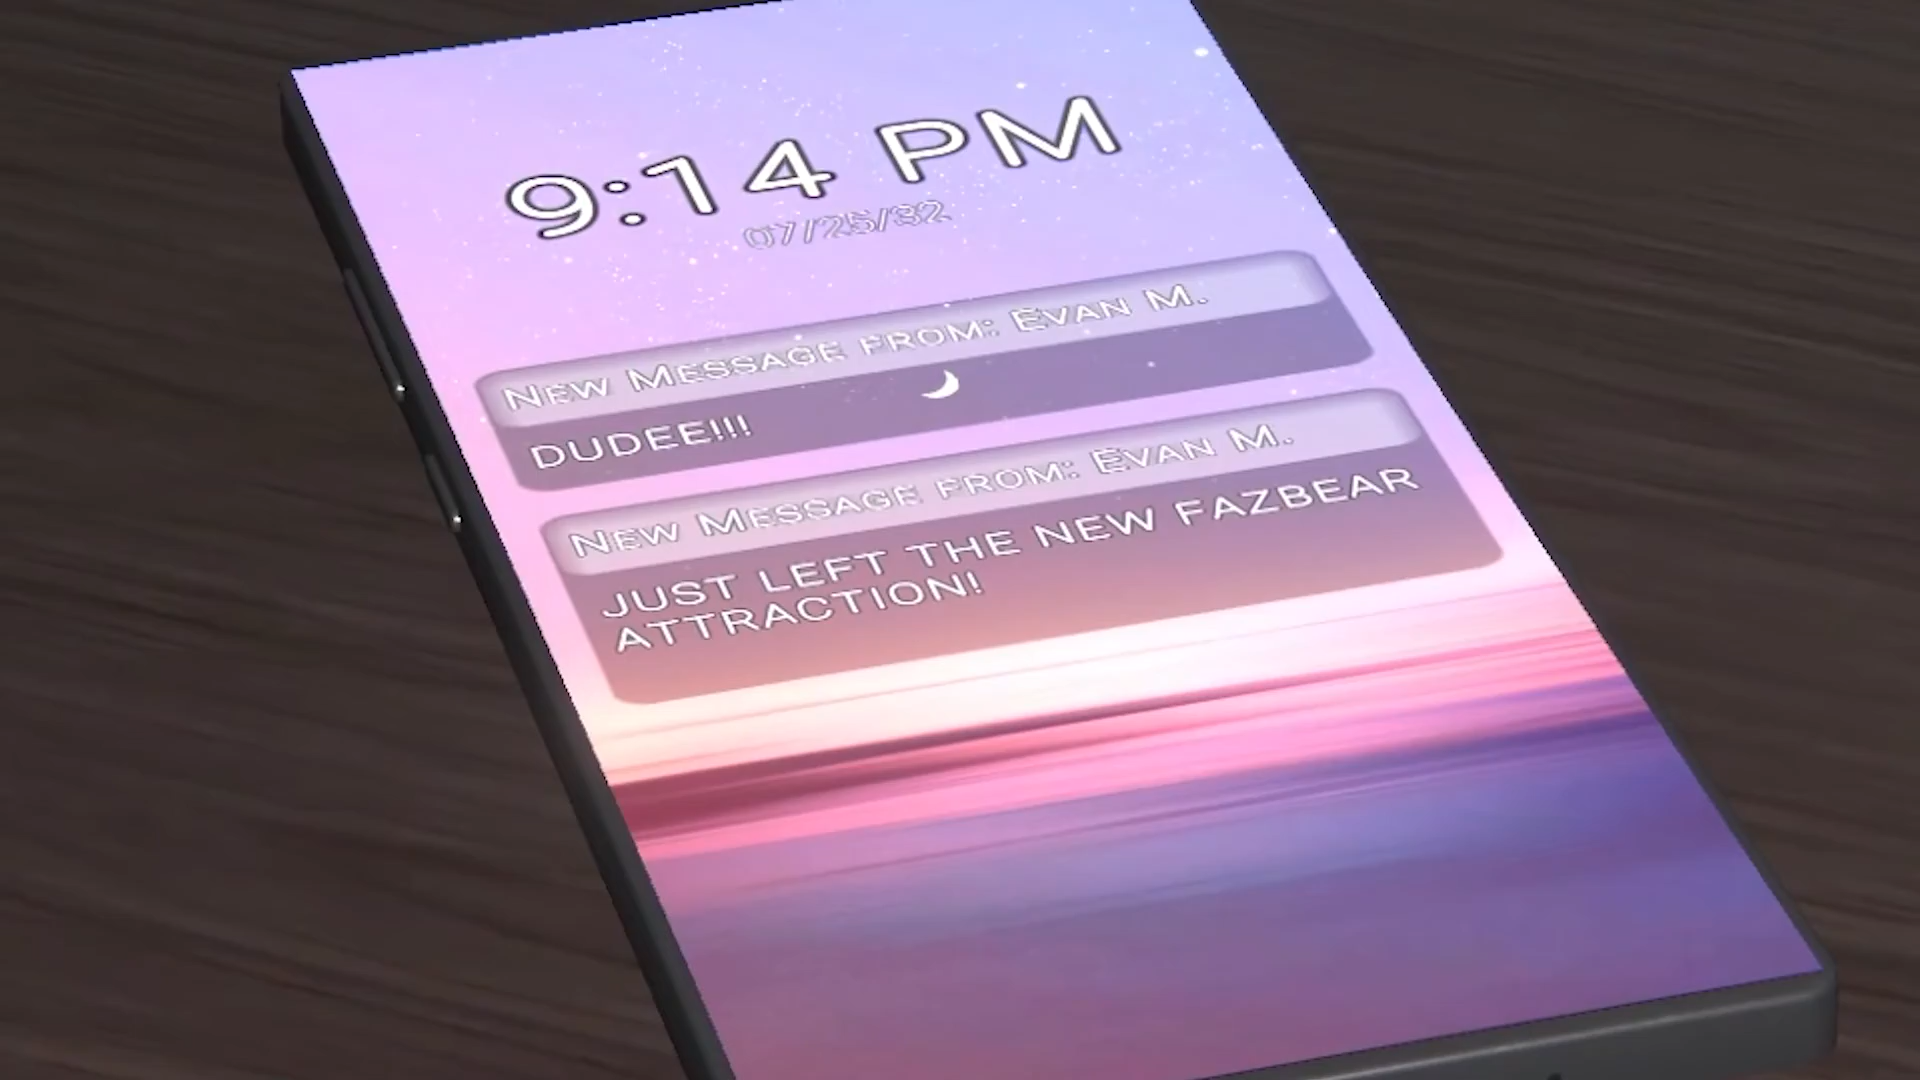 9:14 PM
07/25/32
New Message from: Evan M.
DUDEE!!!
New Message from: Evan M.
JUST LEFT THE NEW FAZBEAR
ATTRACTION!